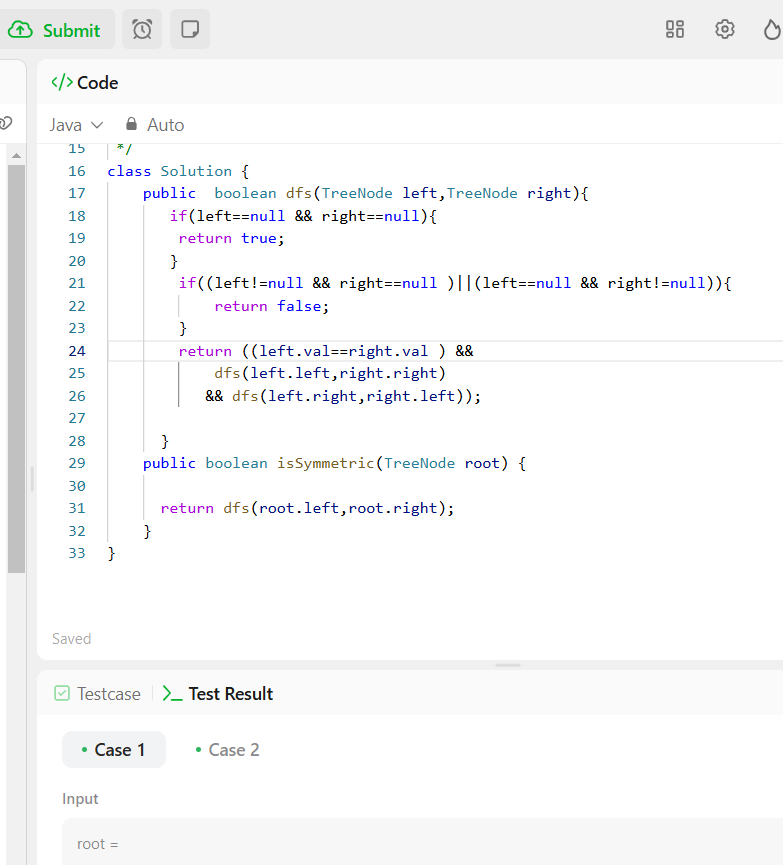 Submit
</> Code
Java Auto
15 */
16 class Solution {
17 public  boolean dfs(TreeNode left,TreeNode right){
18 if(left==null && right==null){
19 return true;
20 }
21 if((left!=null && right==null )||(left==null && right!=null)){
22 return false;
23 }
24 return ((left.val==right.val ) &&
25 dfs(left.left,right.right)
26 && dfs(left.right,right.left));
27
28 }
29 public boolean isSymmetric(TreeNode root) {
30
31 return dfs(root.left,root.right);
32 }
33 }
Saved
Testcase >_ Test Result
• Case 1 • Case 2
Input
root =